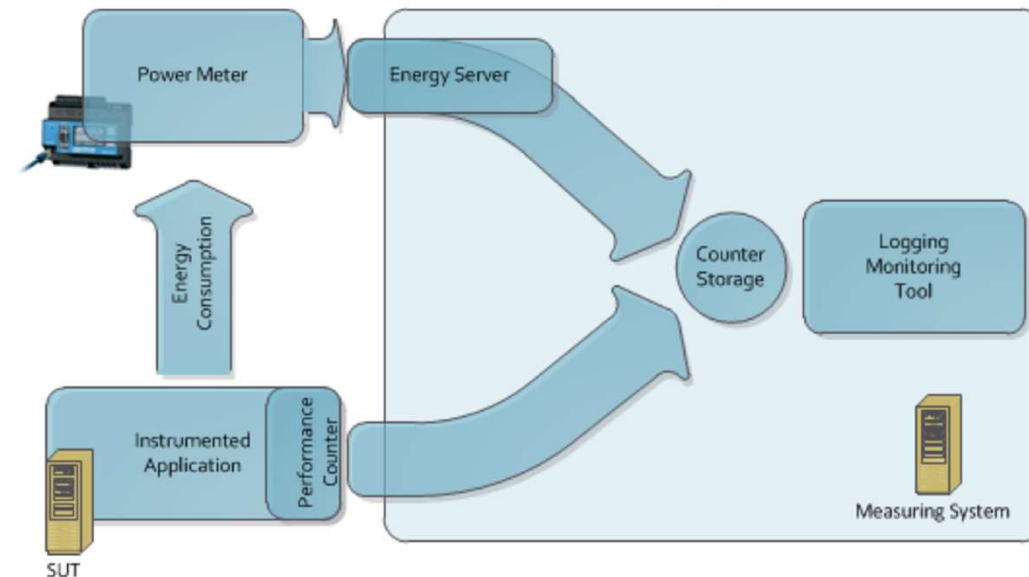 Power Meter
Energy Server
Energy
Consumption
Counter
Storage
Logging
Monitoring
Tool
Instrumented
Application
Performance
Counter
Measuring System
SUT